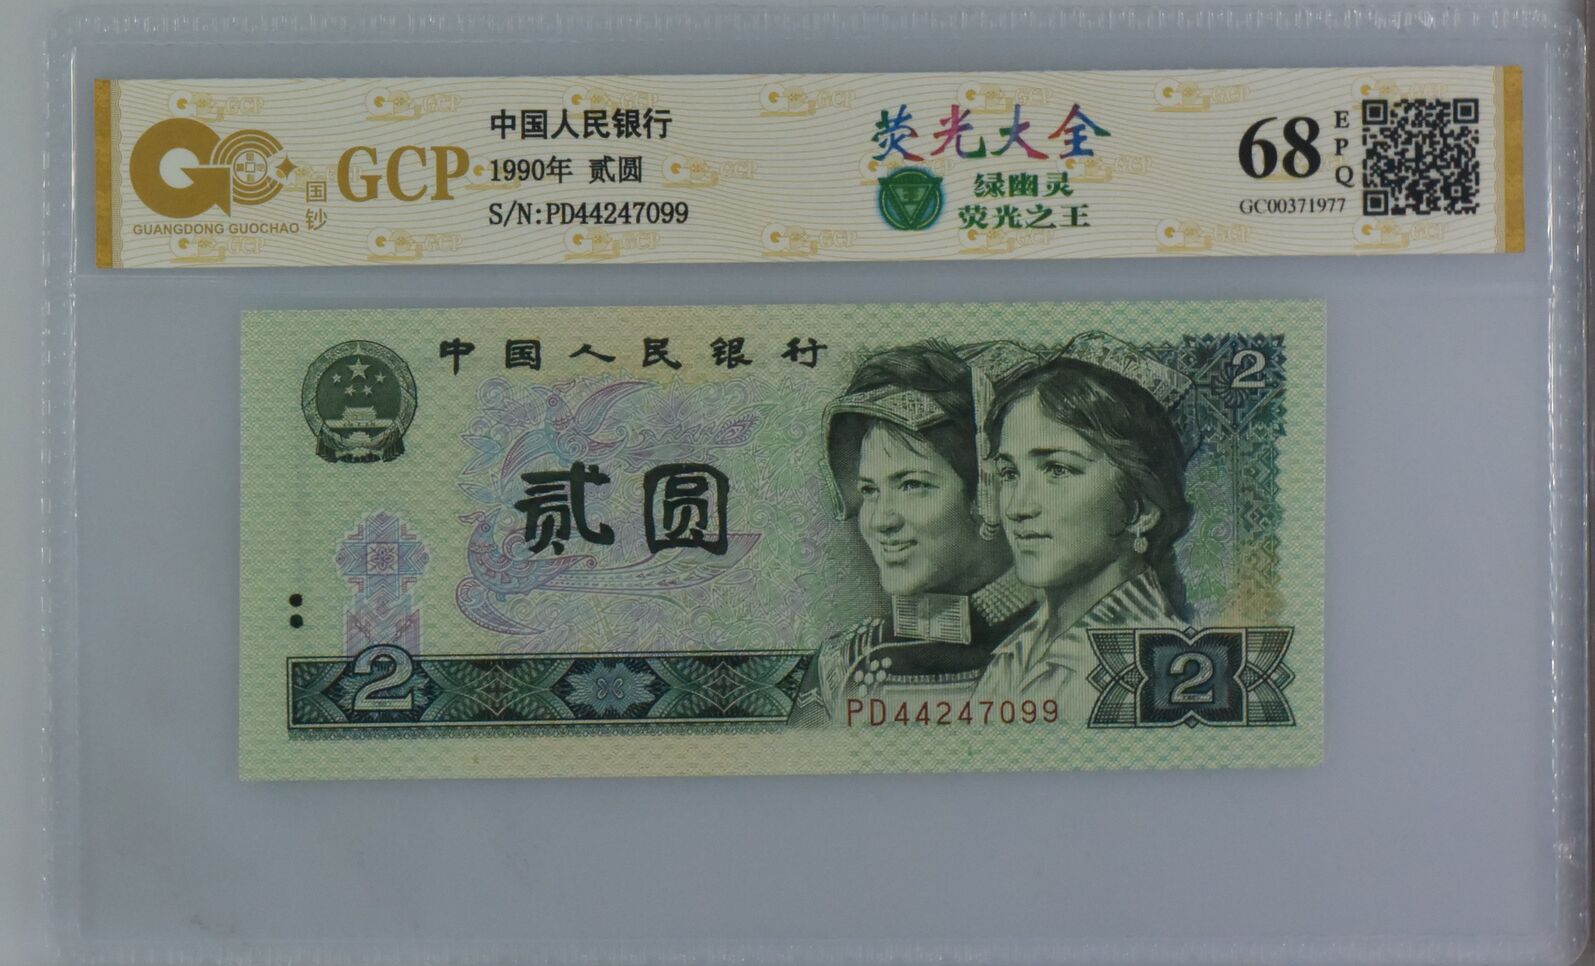 GCP
国钞
GUANGDONG GUOCHAO
中国人民银行
1990年 贰圆
S/N:PD44247099
荧光大全
绿幽灵
荧光之王
68
EPQ
GC00371977
中国人民银行
2
贰圆
2
2
PD44247099